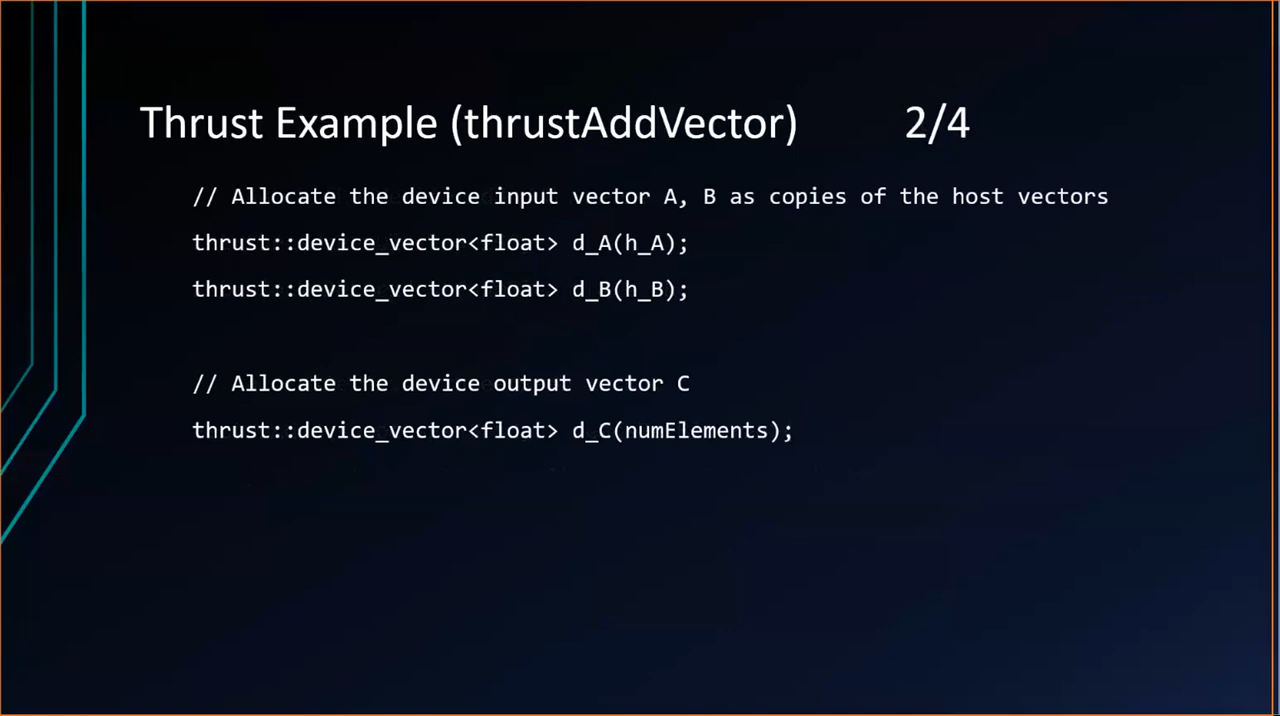 Thrust Example (thrustAddVector) 2/4
// Allocate the device input vector A, B as copies of the host vectors
thrust::device_vector<float> d_A(h_A);
thrust::device_vector<float> d_B(h_B);
// Allocate the device output vector C
thrust::device_vector<float> d_C(numElements);